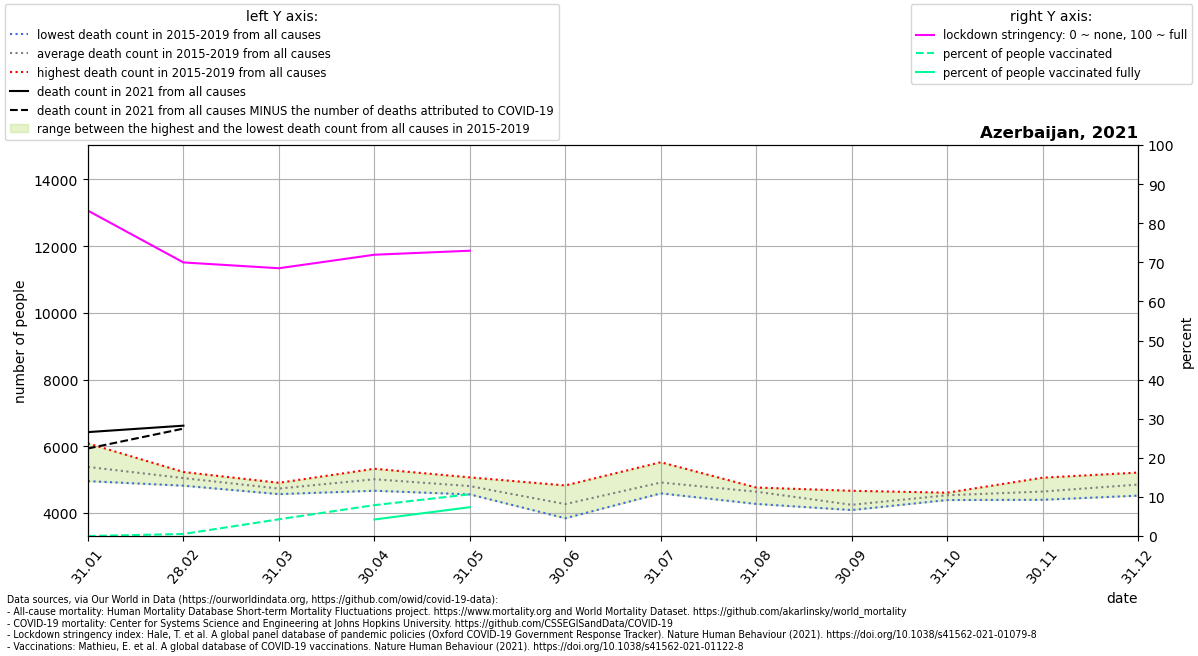 left Y axis:
lowest death count in 2015-2019 from all causes
average death count in 2015-2019 from all causes
highest death count in 2015-2019 from all causes
death count in 2021 from all causes
death count in 2021 from all causes MINUS the number of deaths attributed to COVID-19
range between the highest and the lowest death count from all causes in 2015-2019
right Y axis:
lockdown stringency: 0 ~ none, 100 ~ full
percent of people vaccinated
percent of people vaccinated fully
Azerbaijan, 2021
number of people
14000
12000
10000
8000
6000
4000
percent
100
90
80
70
60
50
40
30
20
10
0
31.01
28.02
31.03
30.04
31.05
30.06
31.07
31.08
30.09
31.10
30.11
31.12
date
Data sources, via Our World in Data (https://ourworldindata.org, https://github.com/owid/covid-19-data):
- All-cause mortality: Human Mortality Database Short-term Mortality Fluctuations project. https://www.mortality.org and World Mortality Dataset. https://github.com/akarlinsky/world_mortality
- COVID-19 mortality: Center for Systems Science and Engineering at Johns Hopkins University. https://github.com/CSSEGISandData/COVID-19
- Lockdown stringency index: Hale, T. et al. A global panel database of pandemic policies (Oxford COVID-19 Government Response Tracker). Nature Human Behaviour (2021). https://doi.org/10.1038/s41562-021-01079-8
- Vaccinations: Mathieu, E. et al. A global database of COVID-19 vaccinations. Nature Human Behaviour (2021). https://doi.org/10.1038/s41562-021-01122-8